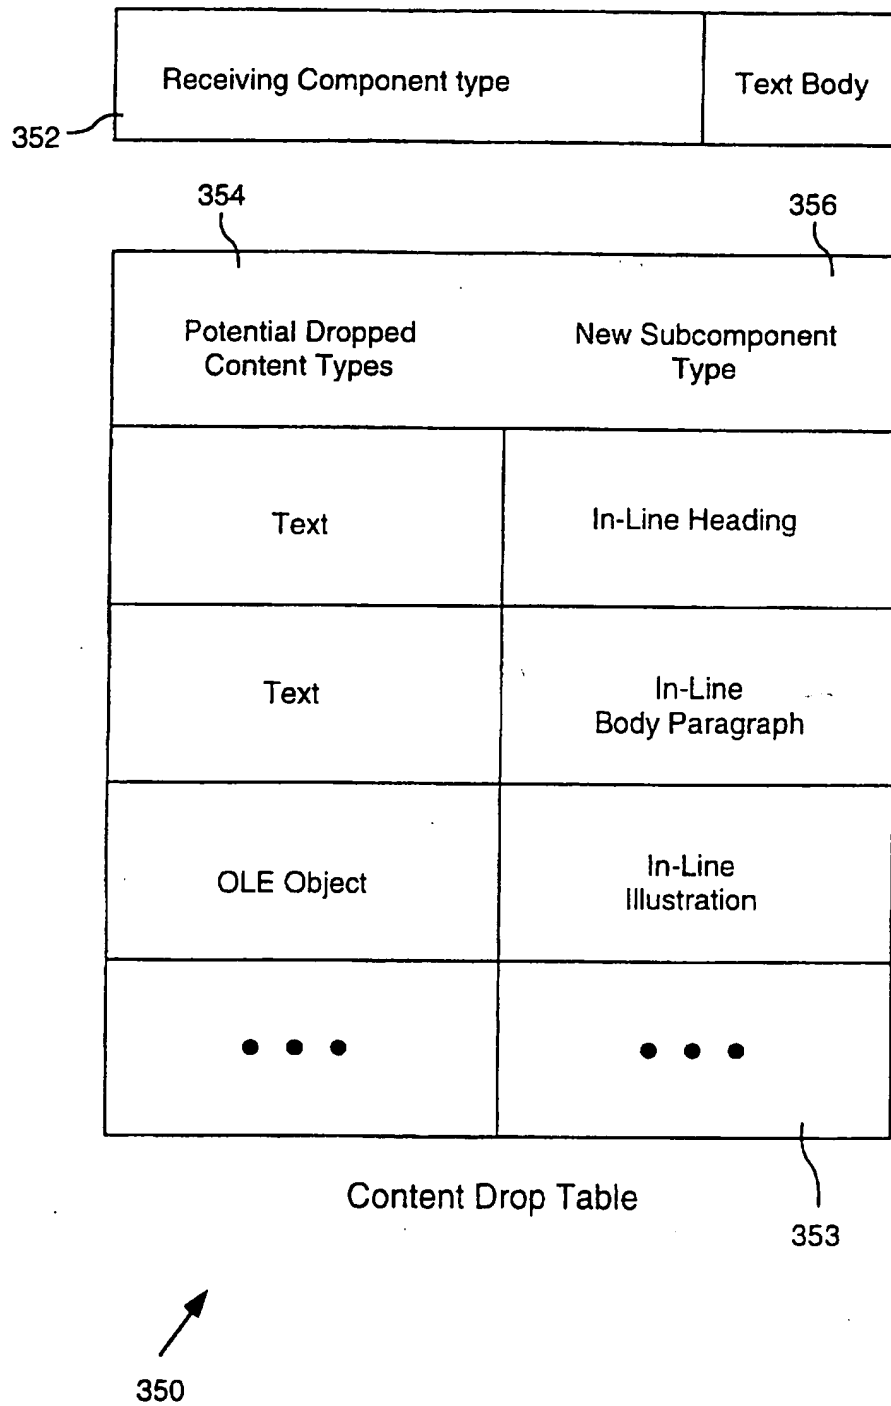 Receiving Component type
Text Body
352
354
356
Potential Dropped
Content Types
New Subcomponent
Type
Text
In-Line Heading
Text
In-Line
Body Paragraph
OLE Object
In-Line
Illustration
• • •
• • •
Content Drop Table
353
350